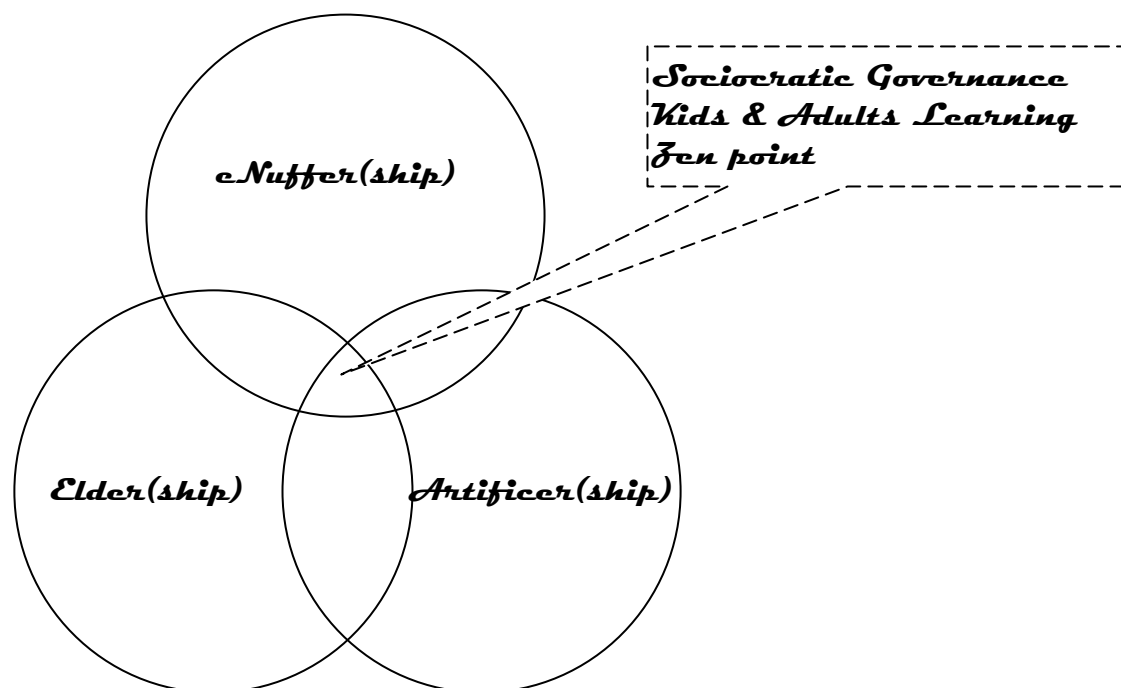 Sociocratic Governance
Kids & Adults Learning
Zen point
eNuffer(ship)
Elder(ship)
Artificer(ship)